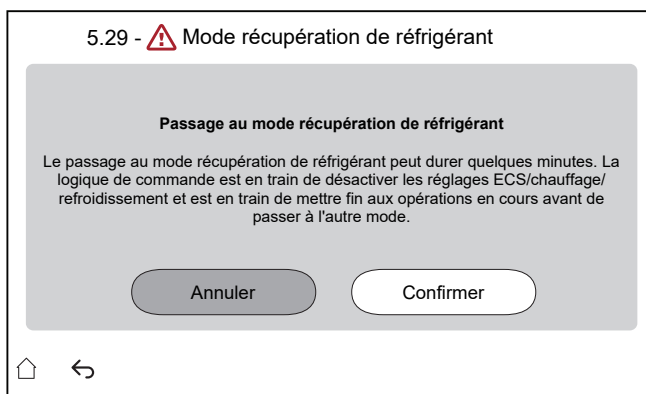 5.29 - Mode récupération de réfrigérant
Passage au mode récupération de réfrigérant
Le passage au mode récupération de réfrigérant peut durer quelques minutes. La
logique de commande est en train de désactiver les réglages ECS/chauffage/
refroidissement et est en train de mettre fin aux opérations en cours avant de
passer à l'autre mode.
Annuler
Confirmer